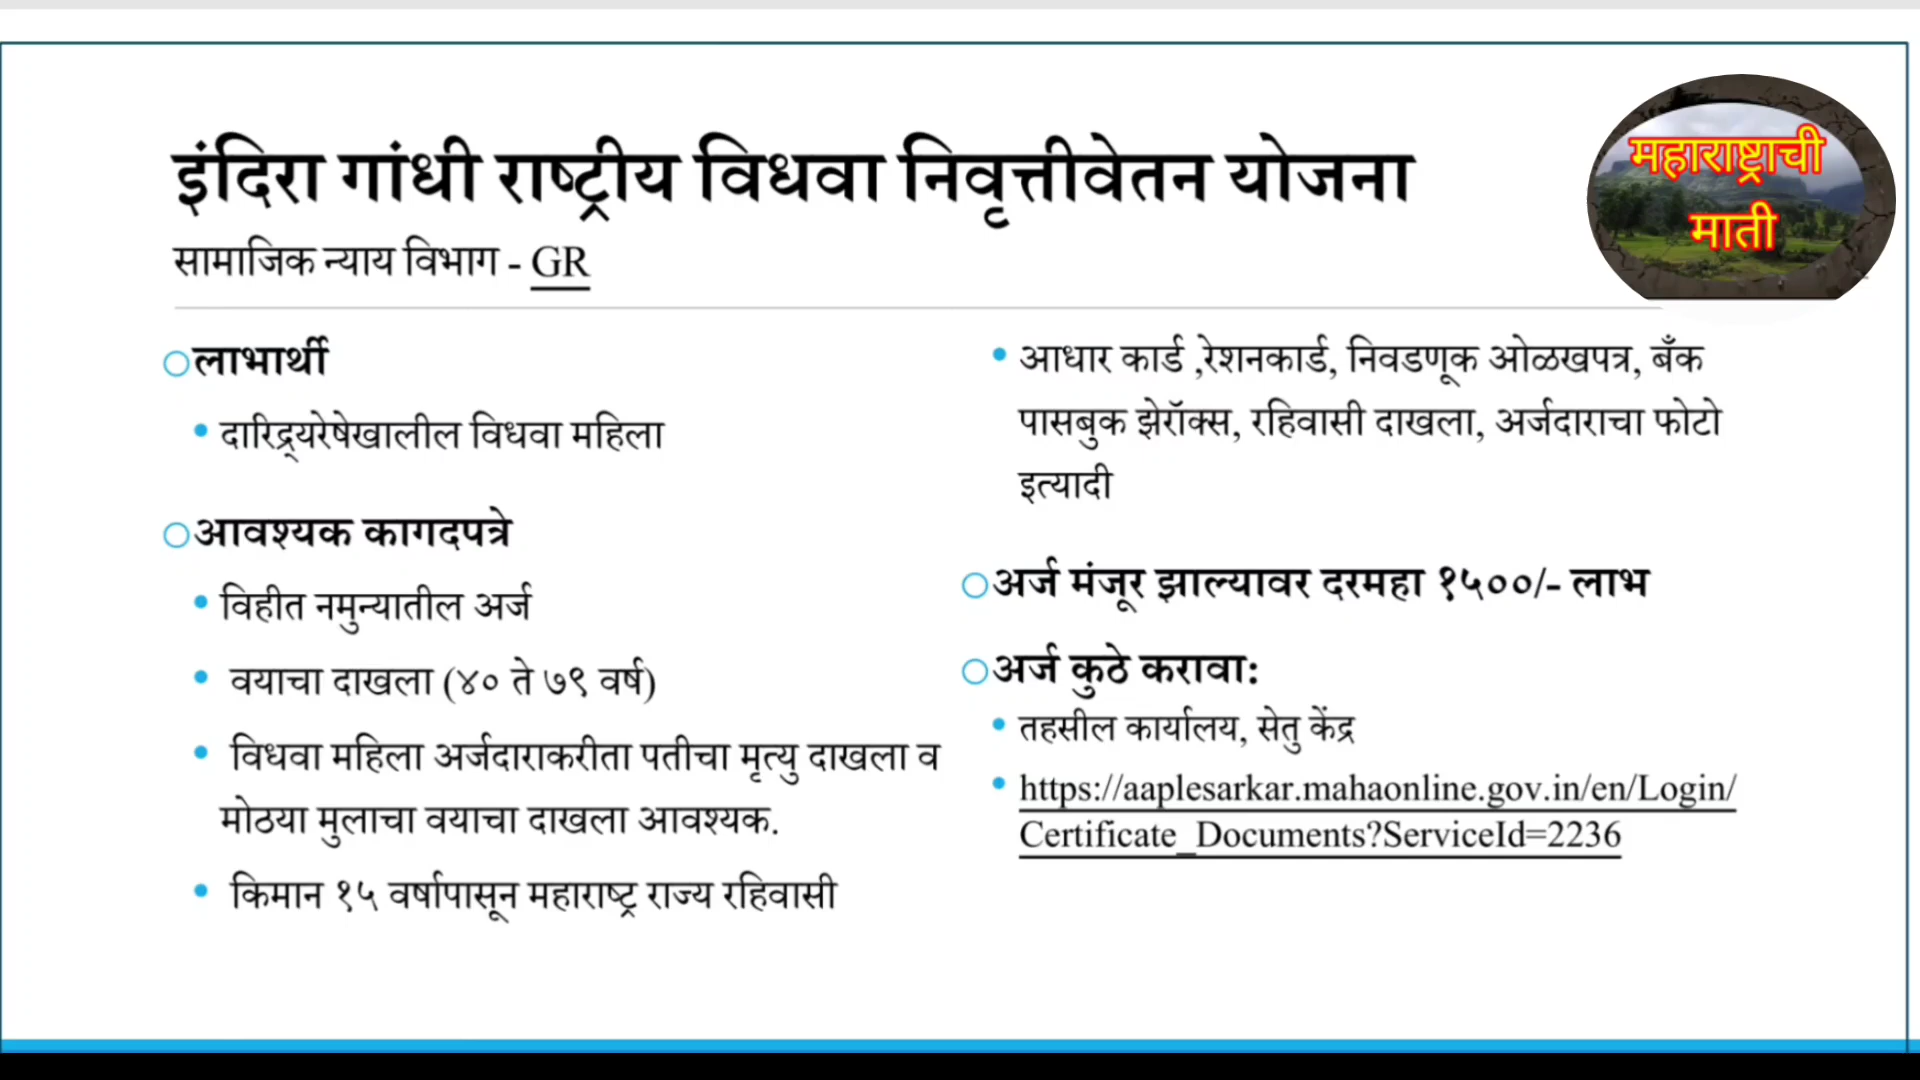 इंदिरा गांधी राष्ट्रीय विधवा निवृत्तीवेतन योजना
सामाजिक न्याय विभाग - GR
महाराष्ट्राची
माती
लाभार्थी
• दारिद्र्यरेषेखालील विधवा महिला
आवश्यक कागदपत्रे
• विहीत नमुन्यातील अर्ज
• वयाचा दाखला (४० ते ७९ वर्ष)
• विधवा महिला अर्जदाराकरीता पतीचा मृत्यु दाखला व
मोठया मुलाचा वयाचा दाखला आवश्यक.
• किमान १५ वर्षापासून महाराष्ट्र राज्य रहिवासी
• आधार कार्ड ,रेशनकार्ड, निवडणूक ओळखपत्र, बँक
पासबुक झेरॉक्स, रहिवासी दाखला, अर्जदाराचा फोटो
इत्यादी
अर्ज मंजूर झाल्यावर दरमहा १५००/- लाभ
अर्ज कुठे करावा:
• तहसील कार्यालय, सेतु केंद्र
• https://aaplesarkar.mahaonline.gov.in/en/Login/
Certificate_Documents?ServiceId=2236